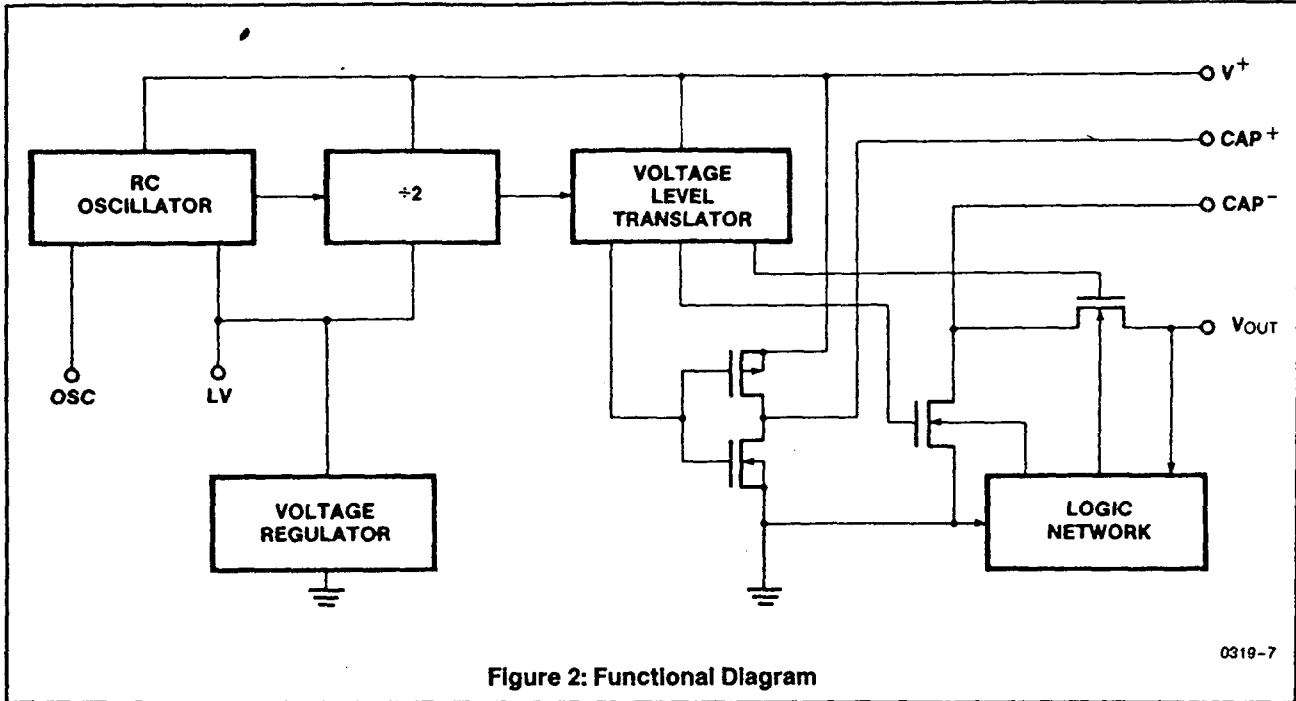 V+
CAP+
RC
OSCILLATOR
÷2
VOLTAGE
LEVEL
TRANSLATOR
CAP-
VOUT
OSC
LV
VOLTAGE
REGULATOR
LOGIC
NETWORK
0319-7
Figure 2: Functional Diagram